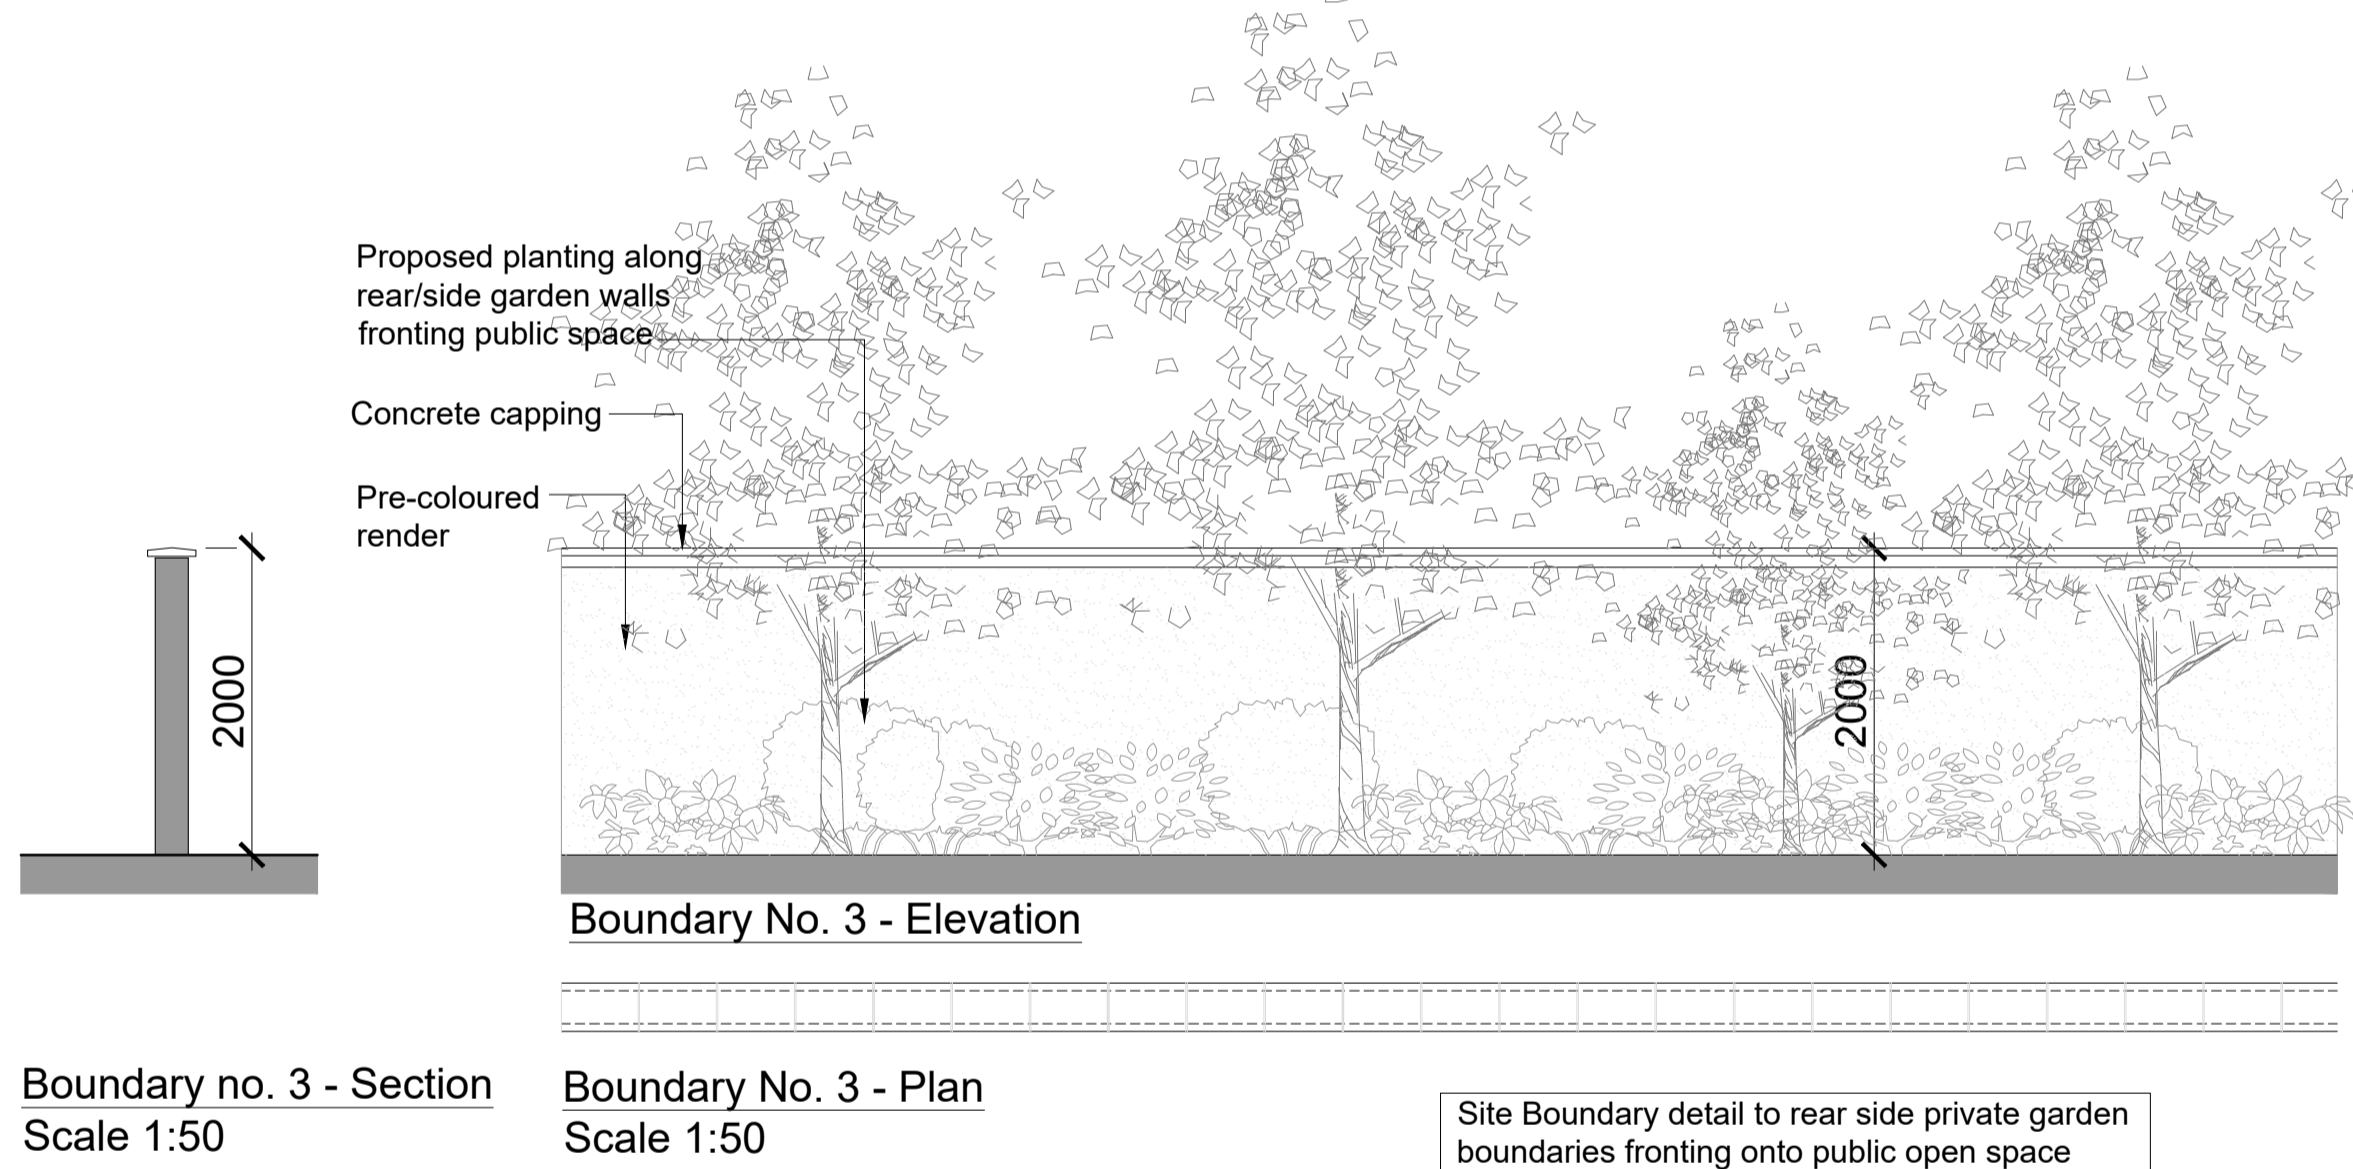 Proposed planting along
rear/side garden walls
fronting public space
Concrete capping
Pre-coloured
render
2000
2000
Boundary No. 3 - Elevation
Boundary no. 3 - Section
Scale 1:50
Boundary No. 3 - Plan
Scale 1:50
Site Boundary detail to rear side private garden
boundaries fronting onto public open space